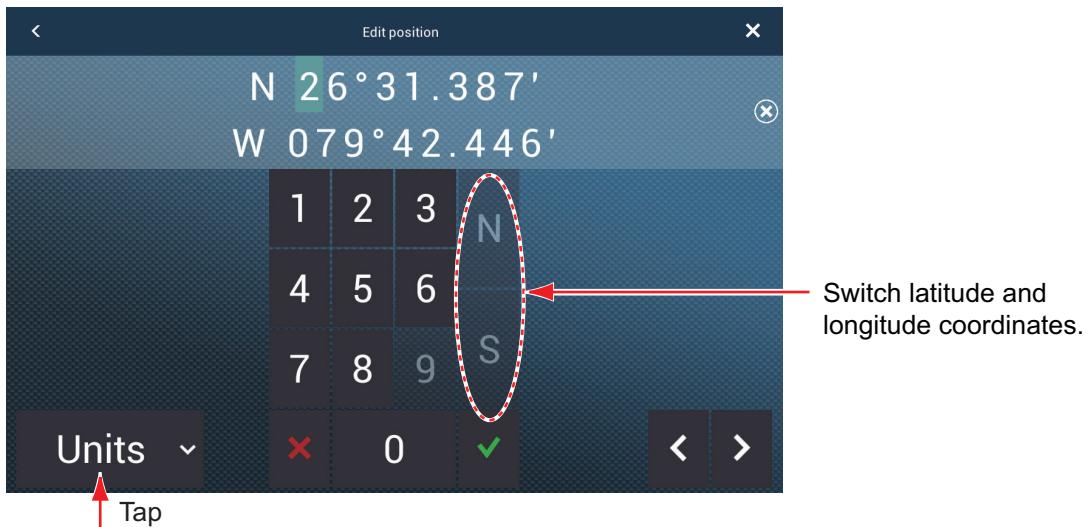 Edit position
N 26°31.387'
W 079°42.446'
1 2 3 N
4 5 6
7 8 9 S
Units 0
Switch latitude and
longitude coordinates.
Tap